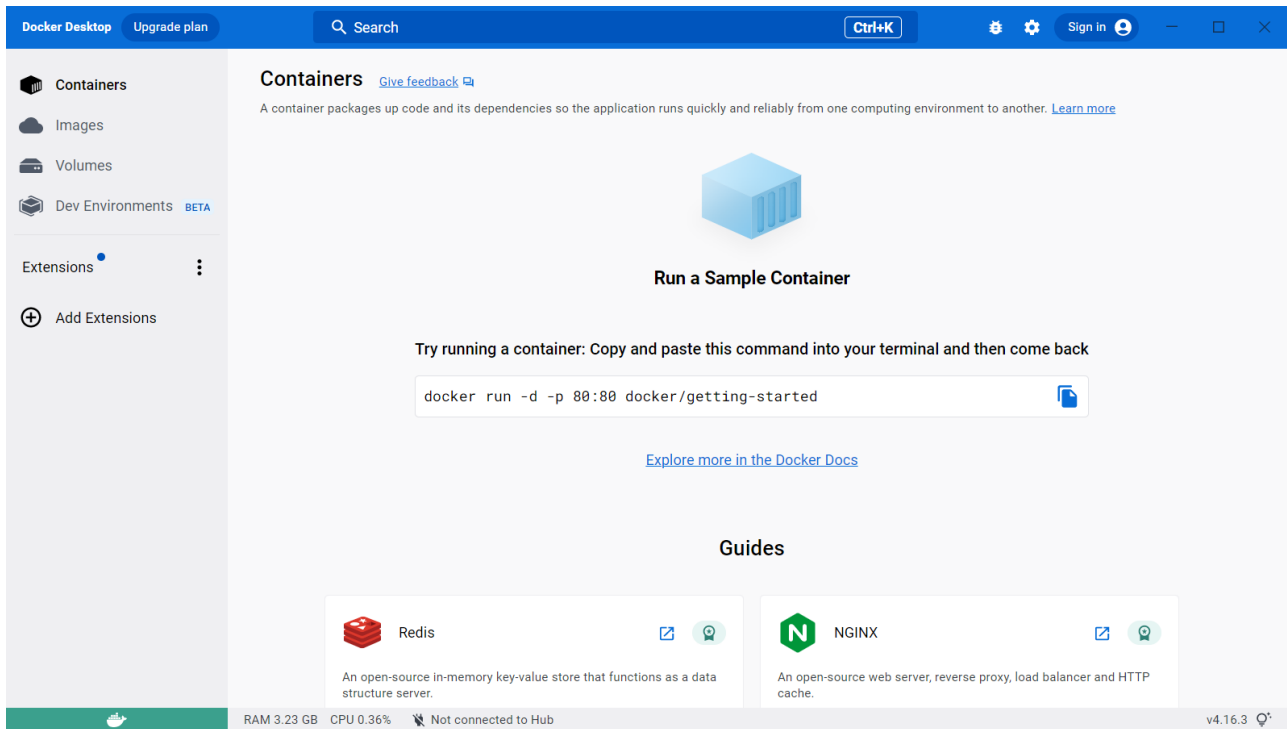 Docker Desktop Upgrade plan Search Ctrl+K Sign in
Containers
Images
Volumes
Dev Environments BETA
Extensions
Add Extensions
Containers Give feedback
A container packages up code and its dependencies so the application runs quickly and reliably from one computing environment to another. Learn more
Run a Sample Container
Try running a container: Copy and paste this command into your terminal and then come back
docker run -d -p 80:80 docker/getting-started
Explore more in the Docker Docs
Guides
Redis
An open-source in-memory key-value store that functions as a data
structure server.
N NGINX
An open-source web server, reverse proxy, load balancer and HTTP
cache.
RAM 3.23 GB CPU 0.36% Not connected to Hub v4.16.3